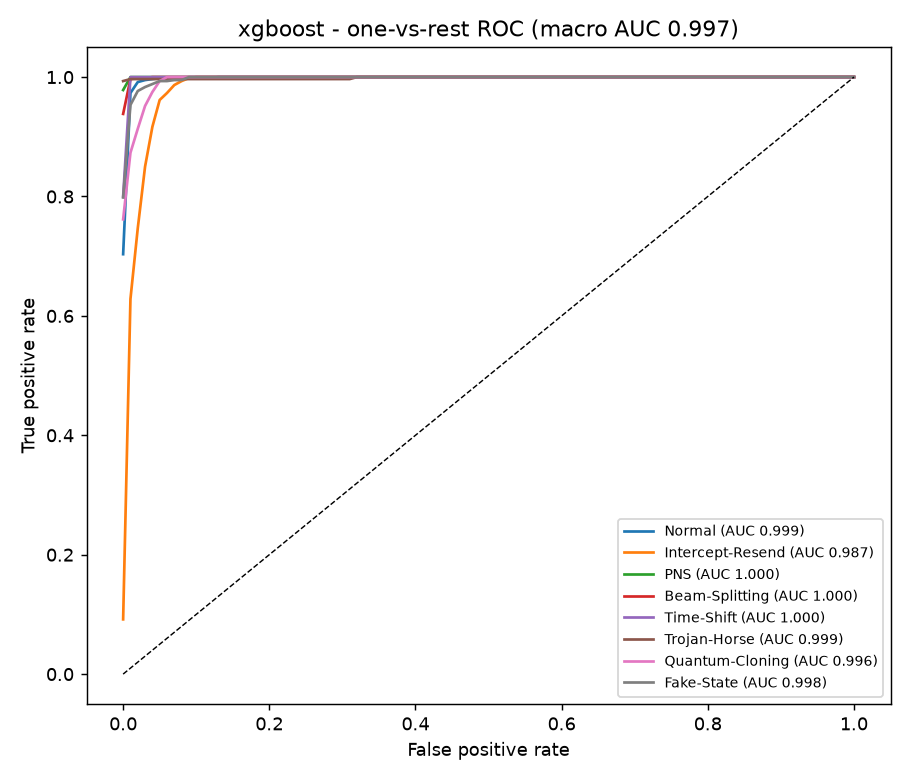 xgboost - one-vs-rest ROC (macro AUC 0.997)
True positive rate
1.0
0.8
0.6
0.4
0.2
0.0
Normal (AUC 0.999)
Intercept-Resend (AUC 0.987)
PNS (AUC 1.000)
Beam-Splitting (AUC 1.000)
Time-Shift (AUC 1.000)
Trojan-Horse (AUC 0.999)
Quantum-Cloning (AUC 0.996)
Fake-State (AUC 0.998)
0.0 0.2 0.4 0.6 0.8 1.0
False positive rate